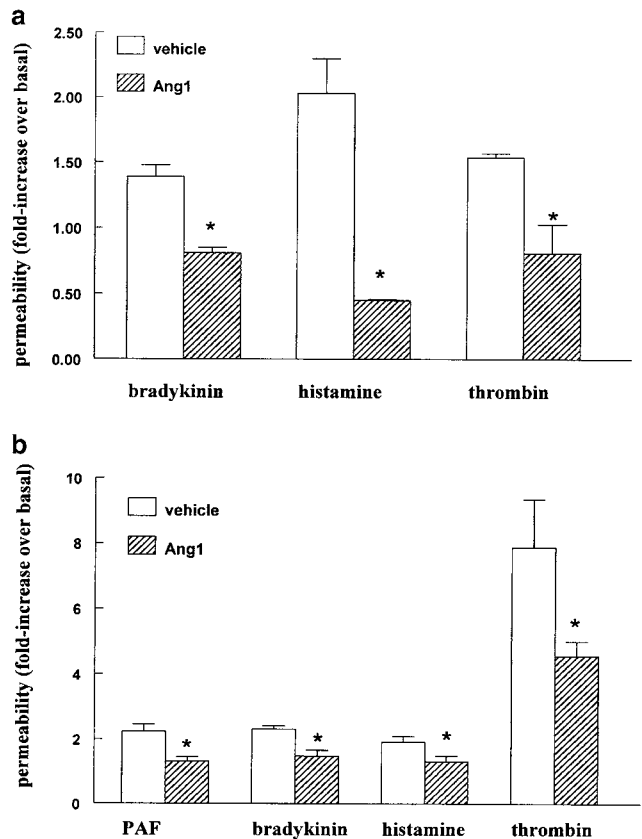 a
permeability (fold-increase over basal)
2.50
2.00
1.50
1.00
0.50
0.00
vehicle
Ang1
*
*
*
bradykinin histamine thrombin
b
permeability (fold-increase over basal)
10
8
6
4
2
0
vehicle
Ang1
*
*
*
*
PAF bradykinin histamine thrombin